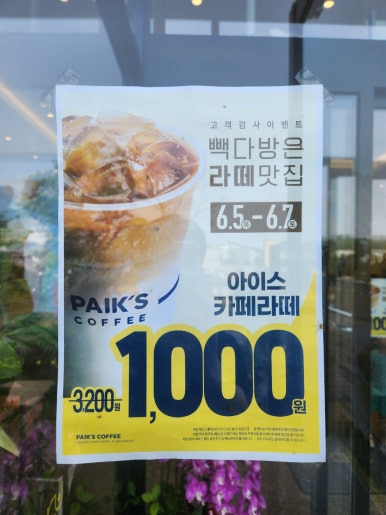 고객감사이벤트
빽다방은
라떼맛집
6.5.목-6.7.토
아이스
카페라떼
PAIK'S
COFFEE
3,200원
1,000원
PAIK'S COFFEE